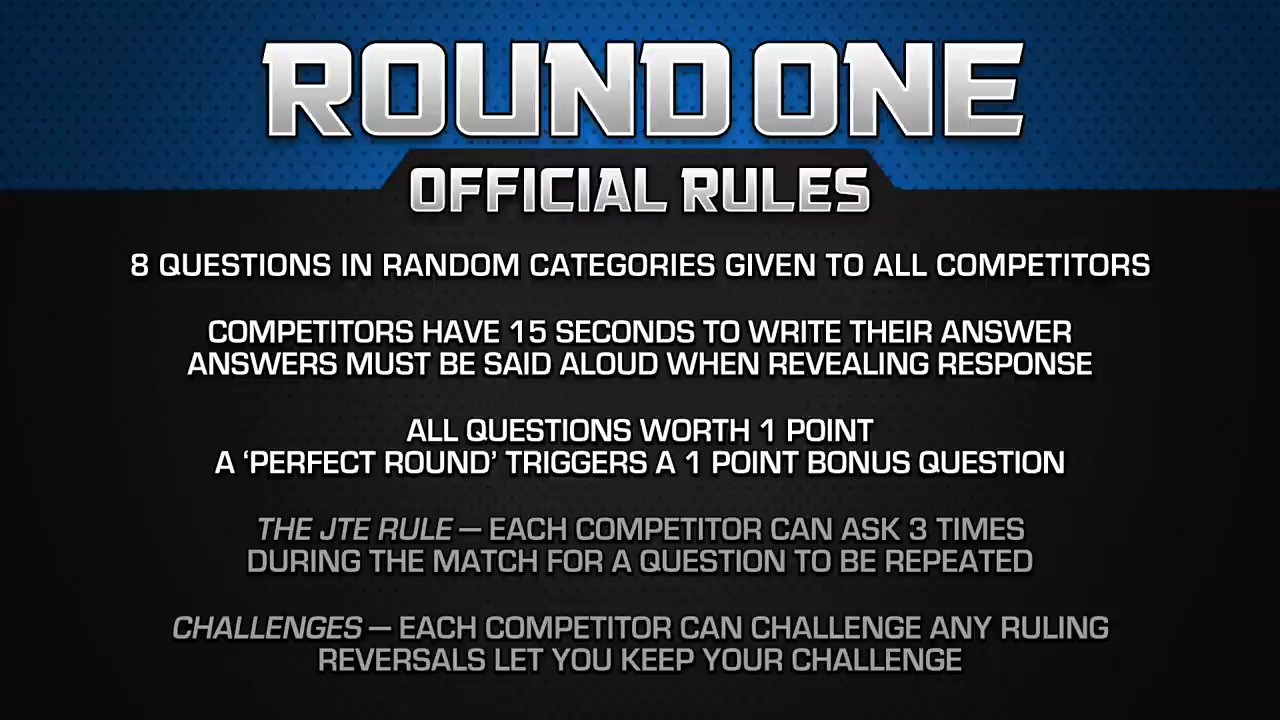 ROUND ONE
OFFICIAL RULES
8 QUESTIONS IN RANDOM CATEGORIES GIVEN TO ALL COMPETITORS
COMPETITORS HAVE 15 SECONDS TO WRITE THEIR ANSWER
ANSWERS MUST BE SAID ALOUD WHEN REVEALING RESPONSE
ALL QUESTIONS WORTH 1 POINT
A ‘PERFECT ROUND’ TRIGGERS A 1 POINT BONUS QUESTION
THE JTE RULE – EACH COMPETITOR CAN ASK 3 TIMES
DURING THE MATCH FOR A QUESTION TO BE REPEATED
CHALLENGES – EACH COMPETITOR CAN CHALLENGE ANY RULING
REVERSALS LET YOU KEEP YOUR CHALLENGE